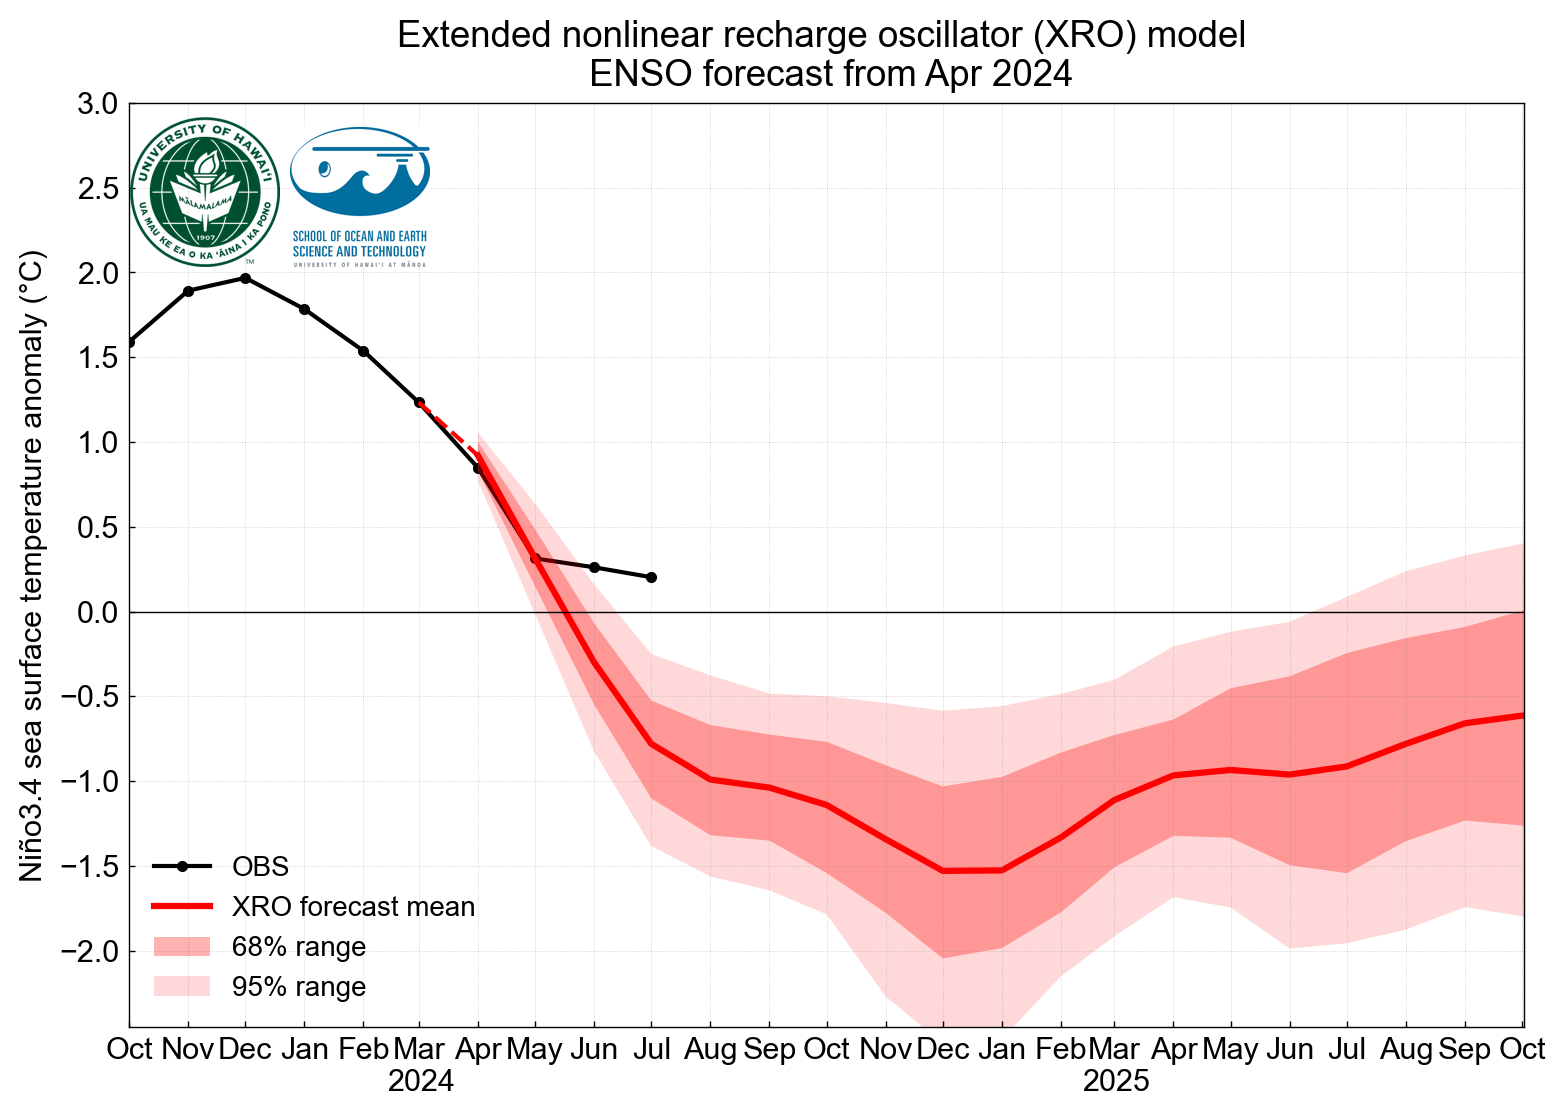 Extended nonlinear recharge oscillator (XRO) model
ENSO forecast from Apr 2024
UNIVERSITY OF HAWAI‘I
MĀLAMALAMA
1907
UA MAU KE EA O KA ‘ĀINA I KA PONO
TM
SCHOOL OF OCEAN AND EARTH
SCIENCE AND TECHNOLOGY
UNIVERSITY OF HAWAI‘I AT MĀNOA
Niño3.4 sea surface temperature anomaly (°C)
3.0
2.5
2.0
1.5
1.0
0.5
0.0
−0.5
−1.0
−1.5
−2.0
OBS
XRO forecast mean
68% range
95% range
Oct Nov Dec Jan Feb Mar Apr May Jun Jul Aug Sep Oct Nov Dec Jan Feb Mar Apr May Jun Jul Aug Sep Oct
2024 2025